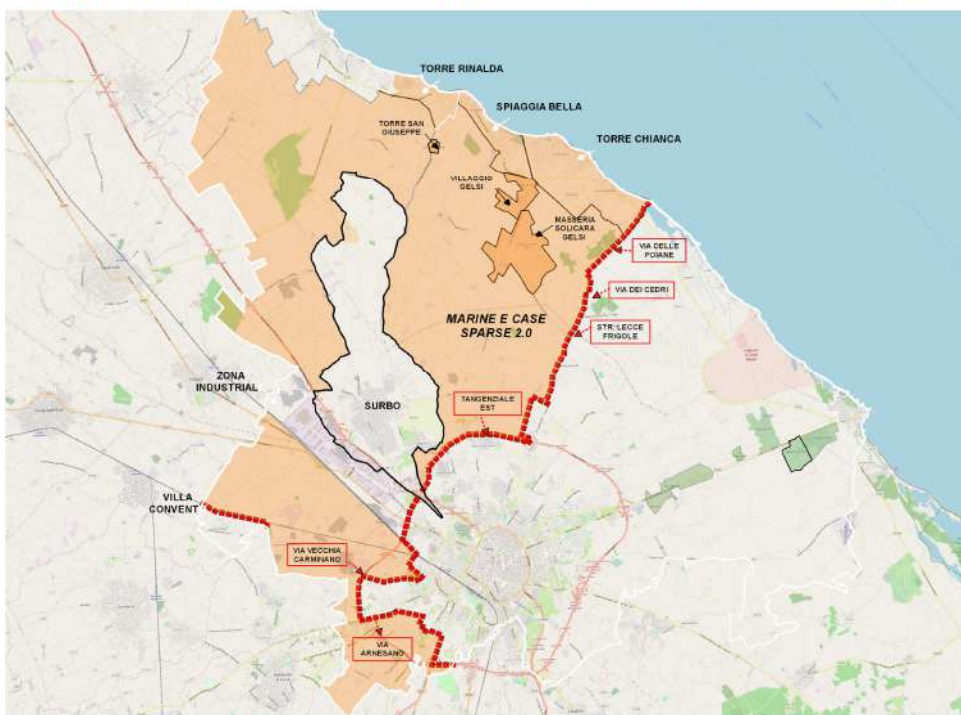 TORRE RINALDA
SPIAGGIA BELLA
TORRE SAN
GIUSEPPE
TORRE CHIANCA
VILLAGGIO
GELSI
MASSERIA
SOLICARA
GELSI
VIA DELLE
POIANE
VIA DEI CEDRI
MARINE E CASE
SPARSE 2.0
STR. LECCE
FRIGOLE
ZONA
INDUSTRIAL
SURBO
TANGENZIALE
EST
VILLA
CONVENT
VIA VECCHIA
CARMINANO
VIA
ARNESANO